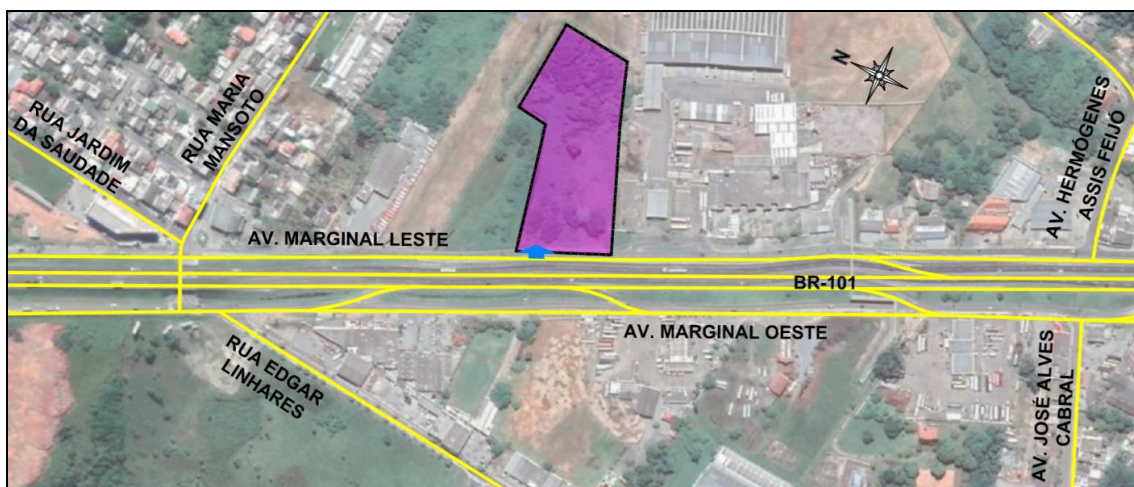 N
RUA JARDIM
DA SAUDADE
RUA MARIA
MANSOTO
AV. HERMÓGENES
ASSIS FEIJÓ
AV. MARGINAL LESTE
BR-101
AV. MARGINAL OESTE
RUA EDGAR
LINHARES
AV. JOSÉ ALVES
CABRAL